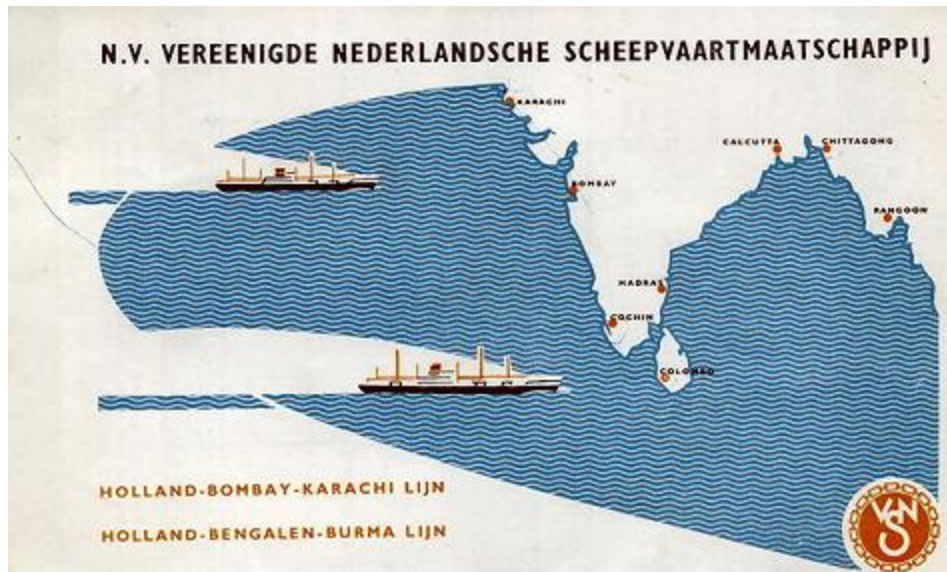 N.V. VEREENIGDE NEDERLANDSCHE SCHEEPVAARTMAATSCHAPPIJ
KARACHI
CALCUTTA
CHITTAGONG
BOMBAY
RANGOON
MADRAS
COCHIN
COLOMBO
HOLLAND-BOMBAY-KARACHI LIJN
HOLLAND-BENGALEN-BURMA LIJN
VNS